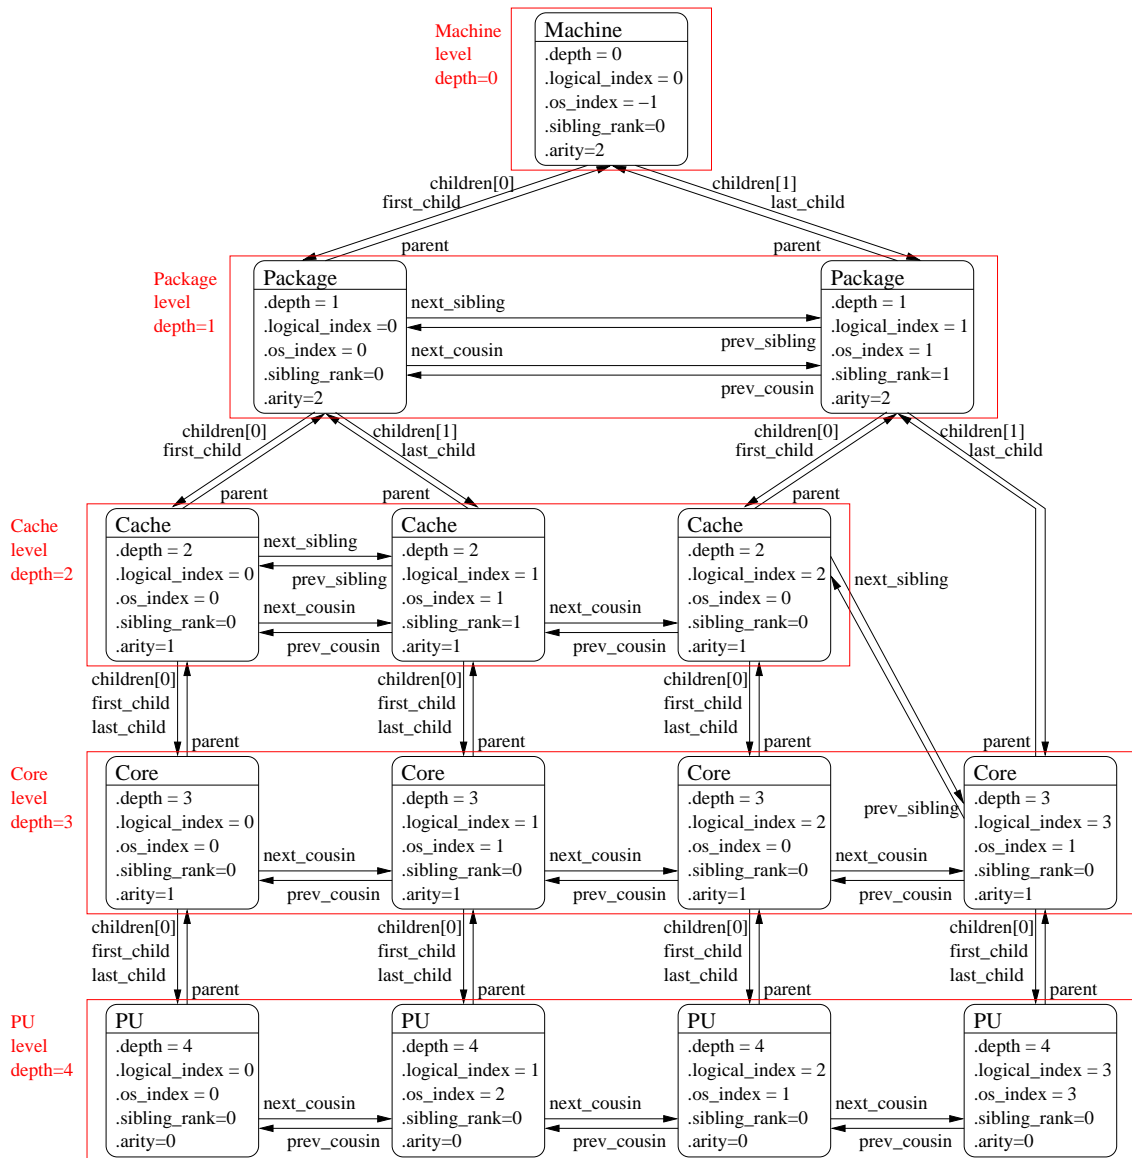 Machine
level
depth=0
Machine
.depth = 0
.logical_index = 0
.os_index = −1
.sibling_rank=0
.arity=2
children[0]
first_child
children[1]
last_child
parent
parent
Package
level
depth=1
Package
.depth = 1
.logical_index =0
.os_index = 0
.sibling_rank=0
.arity=2
next_sibling
prev_sibling
next_cousin
prev_cousin
Package
.depth = 1
.logical_index = 1
.os_index = 1
.sibling_rank=1
.arity=2
children[0]
first_child
children[1]
last_child
children[0]
first_child
children[1]
last_child
parent
parent
parent
Cache
level
depth=2
Cache
.depth = 2
.logical_index = 0
.os_index = 0
.sibling_rank=0
.arity=1
next_sibling
prev_sibling
next_cousin
prev_cousin
Cache
.depth = 2
.logical_index = 1
.os_index = 1
.sibling_rank=1
.arity=1
next_cousin
prev_cousin
Cache
.depth = 2
.logical_index = 2
.os_index = 0
.sibling_rank=0
.arity=1
next_sibling
children[0]
first_child
last_child
parent
children[0]
first_child
last_child
parent
children[0]
first_child
last_child
parent
parent
Core
level
depth=3
Core
.depth = 3
.logical_index = 0
.os_index = 0
.sibling_rank=0
.arity=1
next_cousin
prev_cousin
Core
.depth = 3
.logical_index = 1
.os_index = 1
.sibling_rank=0
.arity=1
next_cousin
prev_cousin
Core
.depth = 3
.logical_index = 2
.os_index = 0
.sibling_rank=0
.arity=1
prev_sibling
next_cousin
prev_cousin
Core
.depth = 3
.logical_index = 3
.os_index = 1
.sibling_rank=0
.arity=1
children[0]
first_child
last_child
parent
children[0]
first_child
last_child
parent
children[0]
first_child
last_child
parent
children[0]
first_child
last_child
parent
PU
level
depth=4
PU
.depth = 4
.logical_index = 0
.os_index = 0
.sibling_rank=0
.arity=0
next_cousin
prev_cousin
PU
.depth = 4
.logical_index = 1
.os_index = 2
.sibling_rank=0
.arity=0
next_cousin
prev_cousin
PU
.depth = 4
.logical_index = 2
.os_index = 1
.sibling_rank=0
.arity=0
next_cousin
prev_cousin
PU
.depth = 4
.logical_index = 3
.os_index = 3
.sibling_rank=0
.arity=0